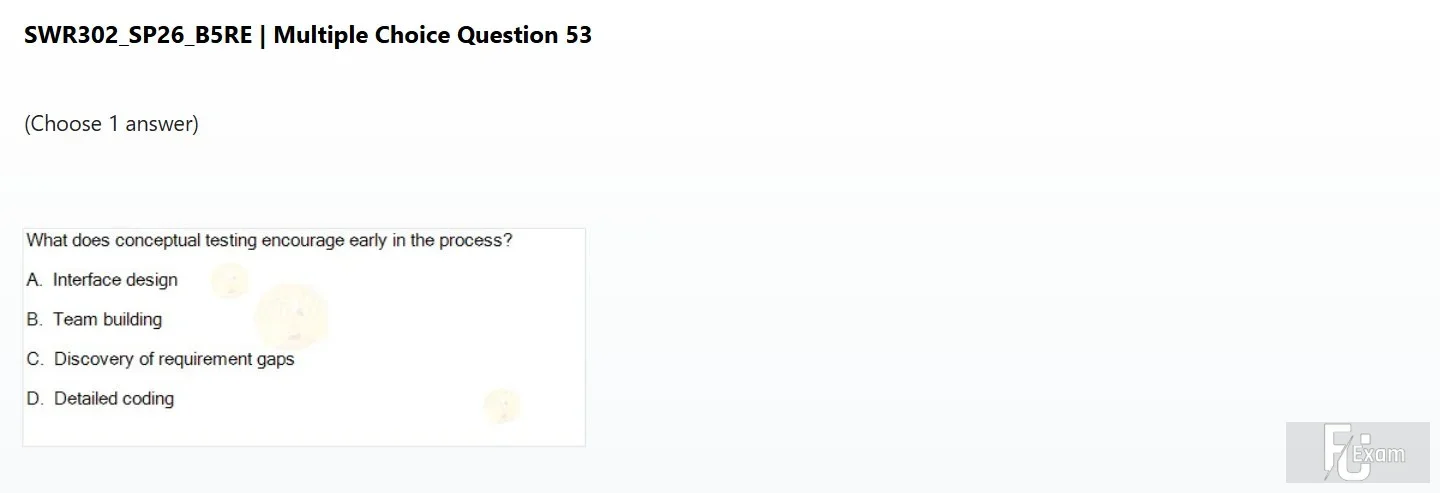 SWR302_SP26_B5RE | Multiple Choice Question 53
(Choose 1 answer)
What does conceptual testing encourage early in the process?
A. Interface design
B. Team building
C. Discovery of requirement gaps
D. Detailed coding
FU Exam